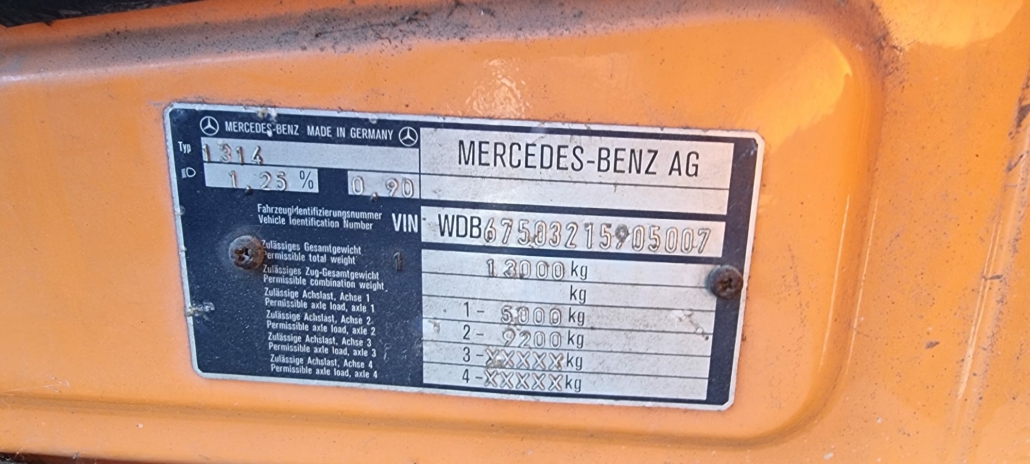 MERCEDES-BENZ MADE IN GERMANY
MERCEDES-BENZ AG
Typ 1314
1,25 % 0,90
Fahrzeugidentifizierungsnummer
Vehicle Identification Number
VIN WDB67503215905007
Zulässiges Gesamtgewicht
Permissible total weight
1 13000 kg
Zulässiges Zug-Gesamtgewicht
Permissible combination weight
kg
Zulässige Achslast, Achse 1
Permissible axle load, axle 1
1- 5000 kg
Zulässige Achslast, Achse 2
Permissible axle load, axle 2
2- 9200 kg
Zulässige Achslast, Achse 3
Permissible axle load, axle 3
3-XXXXX kg
Zulässige Achslast, Achse 4
Permissible axle load, axle 4
4-XXXXX kg